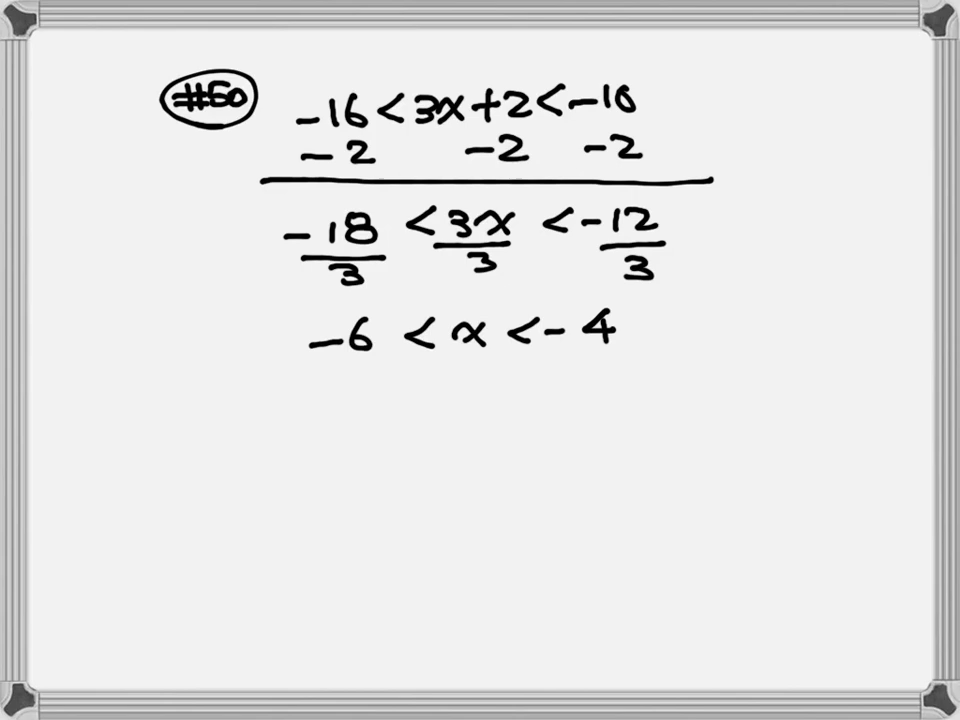 #60 -16 < 3x + 2 < -10
-2 -2 -2
-18/3 < 3x/3 < -12/3
-6 < x < -4